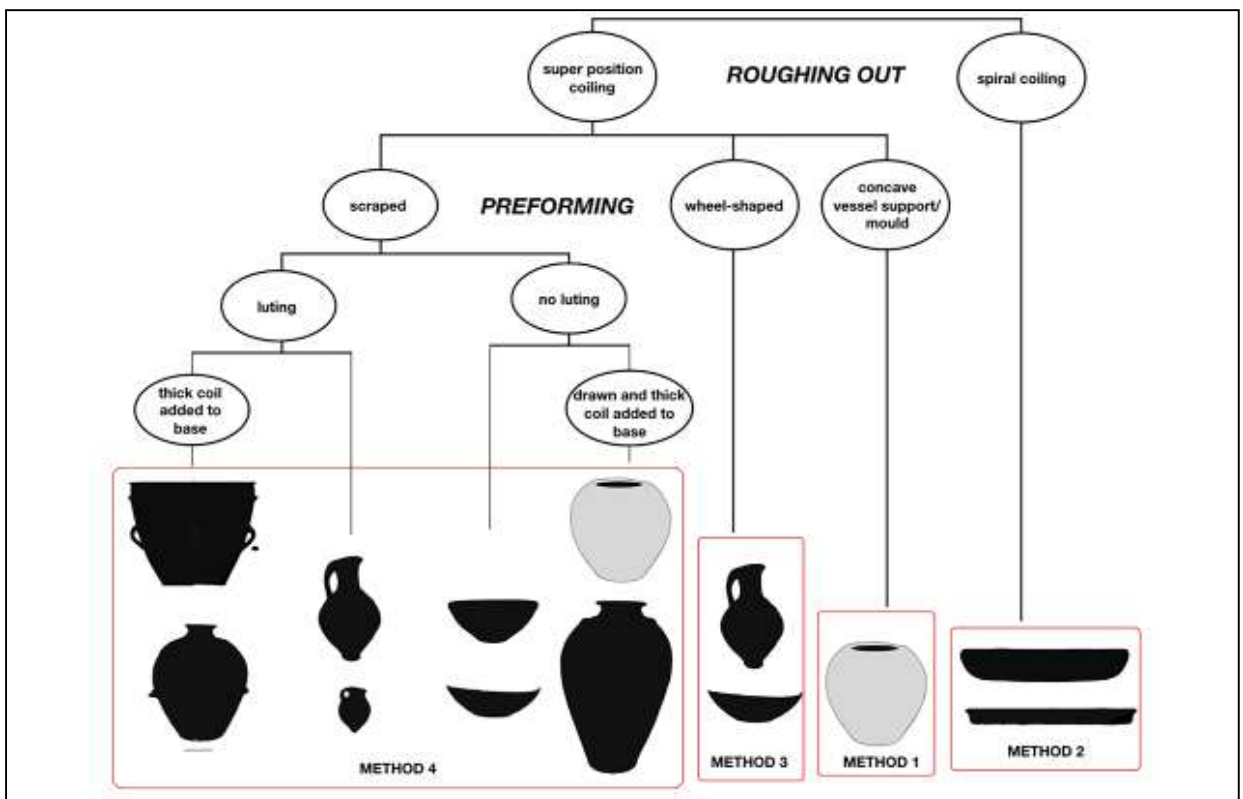 super position
coiling
ROUGHING OUT
spiral coiling
scraped
PREFORMING
wheel-shaped
concave
vessel support/
mould
luting
no luting
thick coil
added to
base
drawn and thick
coil added to
base
METHOD 4
METHOD 3
METHOD 1
METHOD 2